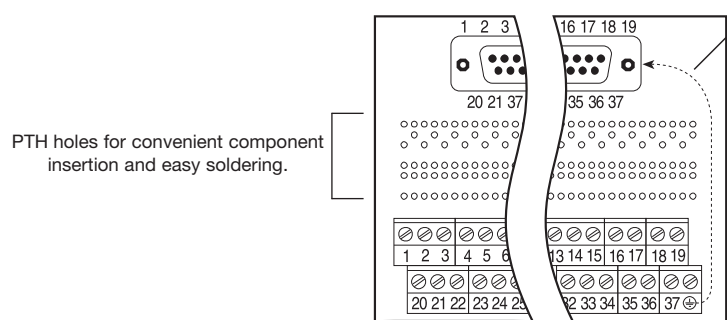 1 2 3 16 17 18 19
20 21 37 35 36 37
PTH holes for convenient component
insertion and easy soldering.
1 2 3 4 5 13 14 15 16 17 18 19
20 21 22 23 24 33 34 35 36 37